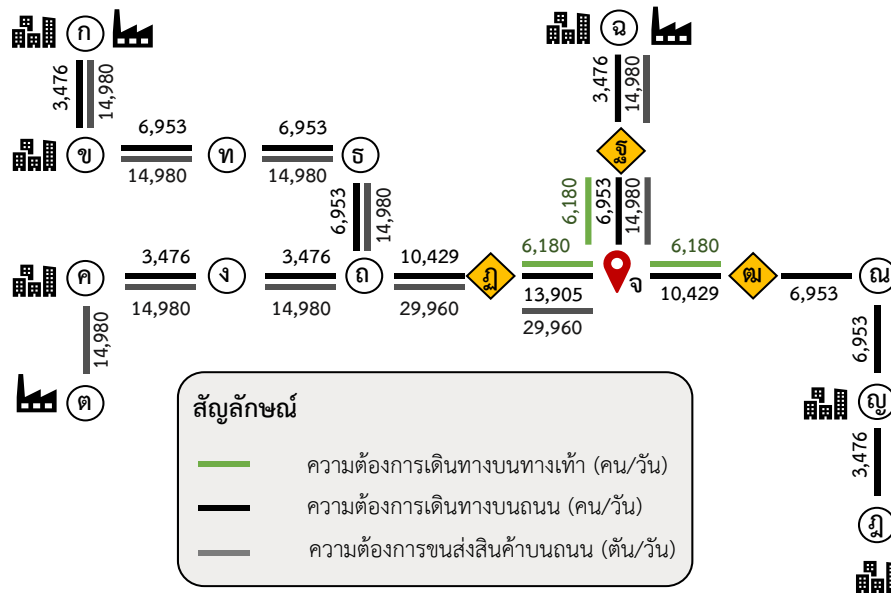 ก
ฉ
3,476
14,980
3,476
14,980
ข
6,953
14,980
ท
6,953
14,980
ธ
ฐ
6,953
14,980
6,180
6,953
14,980
ค
3,476
14,980
ง
3,476
14,980
ถ
10,429
29,960
ฏ
6,180
13,905
29,960
จ
6,180
10,429
ฒ
6,953
ณ
14,980
6,953
ต
ญ
3,476
ฎ
สัญลักษณ์
ความต้องการเดินทางบนทางเท้า (คน/วัน)
ความต้องการเดินทางบนถนน (คน/วัน)
ความต้องการขนส่งสินค้าบนถนน (ตัน/วัน)